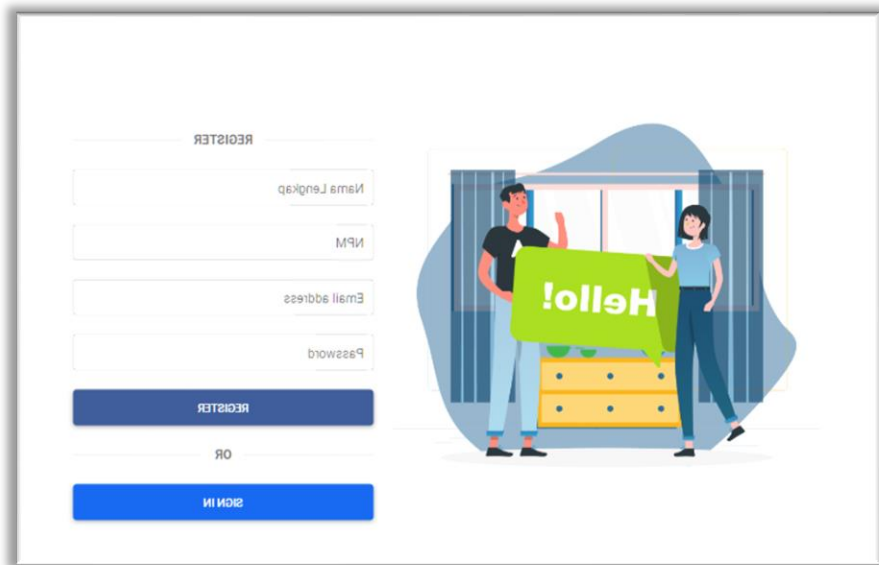 REGISTER
Nama Lengkap
NPM
Email address
Password
REGISTER
OR
SIGN IN
Hello!